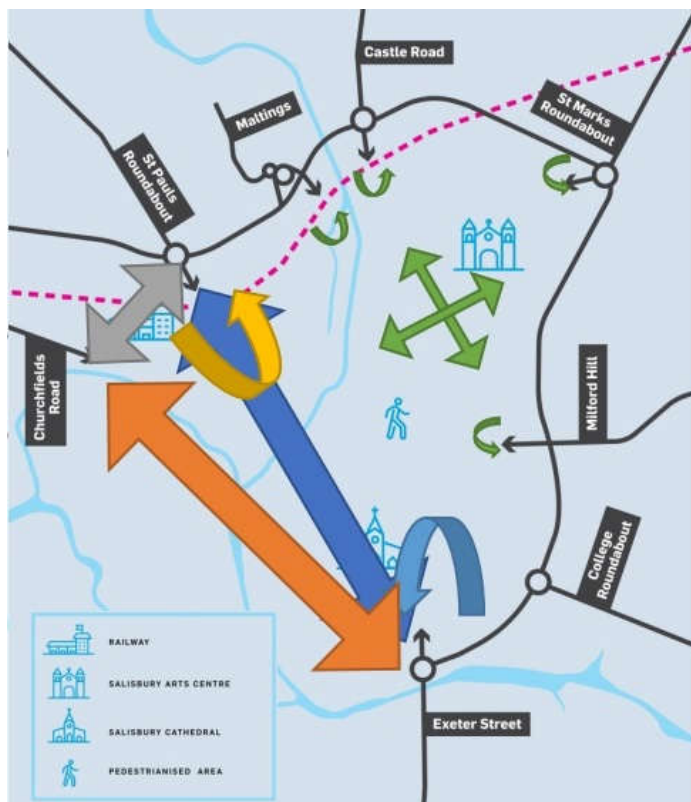 Castle Road
Maltings
St Marks
Roundabout
St Pauls
Roundabout
Churchfields
Road
Milford Hill
College
Roundabout
Exeter Street
RAILWAY
SALISBURY ARTS CENTRE
SALISBURY CATHEDRAL
PEDESTRIANISED AREA